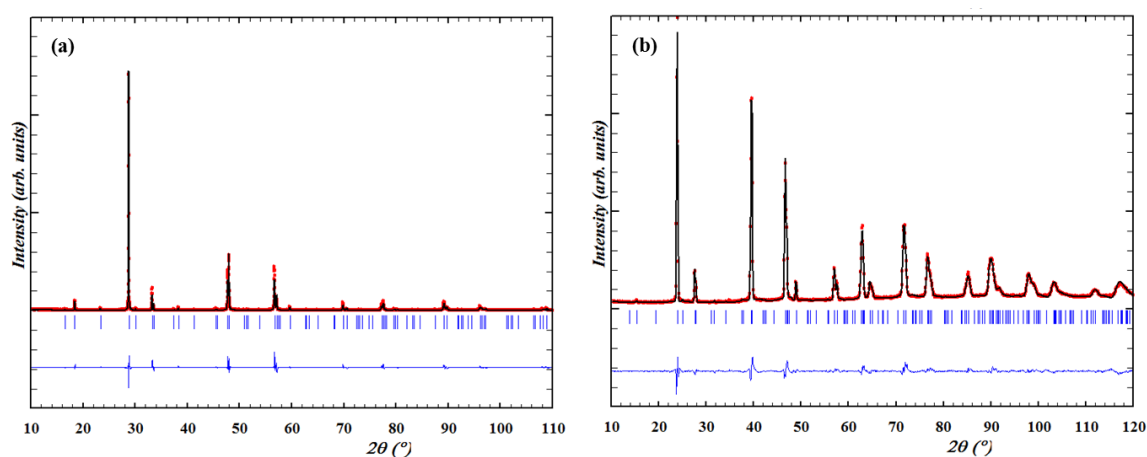 (a)
Intensity (arb. units)
10 20 30 40 50 60 70 80 90 100 110
2θ (°)
(b)
Intensity (arb. units)
10 20 30 40 50 60 70 80 90 100 110 120
2θ (°)